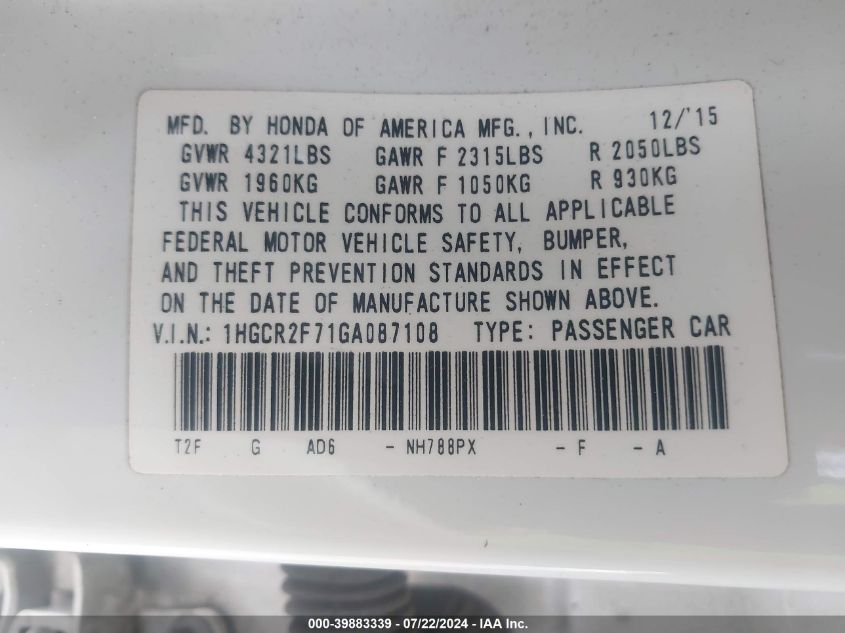 MFD. BY HONDA OF AMERICA MFG., INC. 12/'15
GVWR 4321LBS GAWR F 2315LBS R 2050LBS
GVWR 1960KG GAWR F 1050KG R 930KG
THIS VEHICLE CONFORMS TO ALL APPLICABLE
FEDERAL MOTOR VEHICLE SAFETY, BUMPER,
AND THEFT PREVENTION STANDARDS IN EFFECT
ON THE DATE OF MANUFACTURE SHOWN ABOVE.
V.I.N.: 1HGCR2F71GA087108 TYPE: PASSENGER CAR
T2F G AD6 - NH788PX - F - A
000-39883339 - 07/22/2024 - IAA Inc.